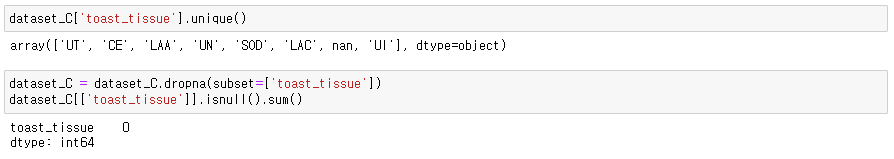 dataset_C['toast_tissue'].unique()
array(['UT', 'CE', 'LAA', 'UN', 'SOD', 'LAC', nan, 'UI'], dtype=object)
dataset_C = dataset_C.dropna(subset=['toast_tissue'])
dataset_C[['toast_tissue']].isnull().sum()
toast_tissue    0
dtype: int64